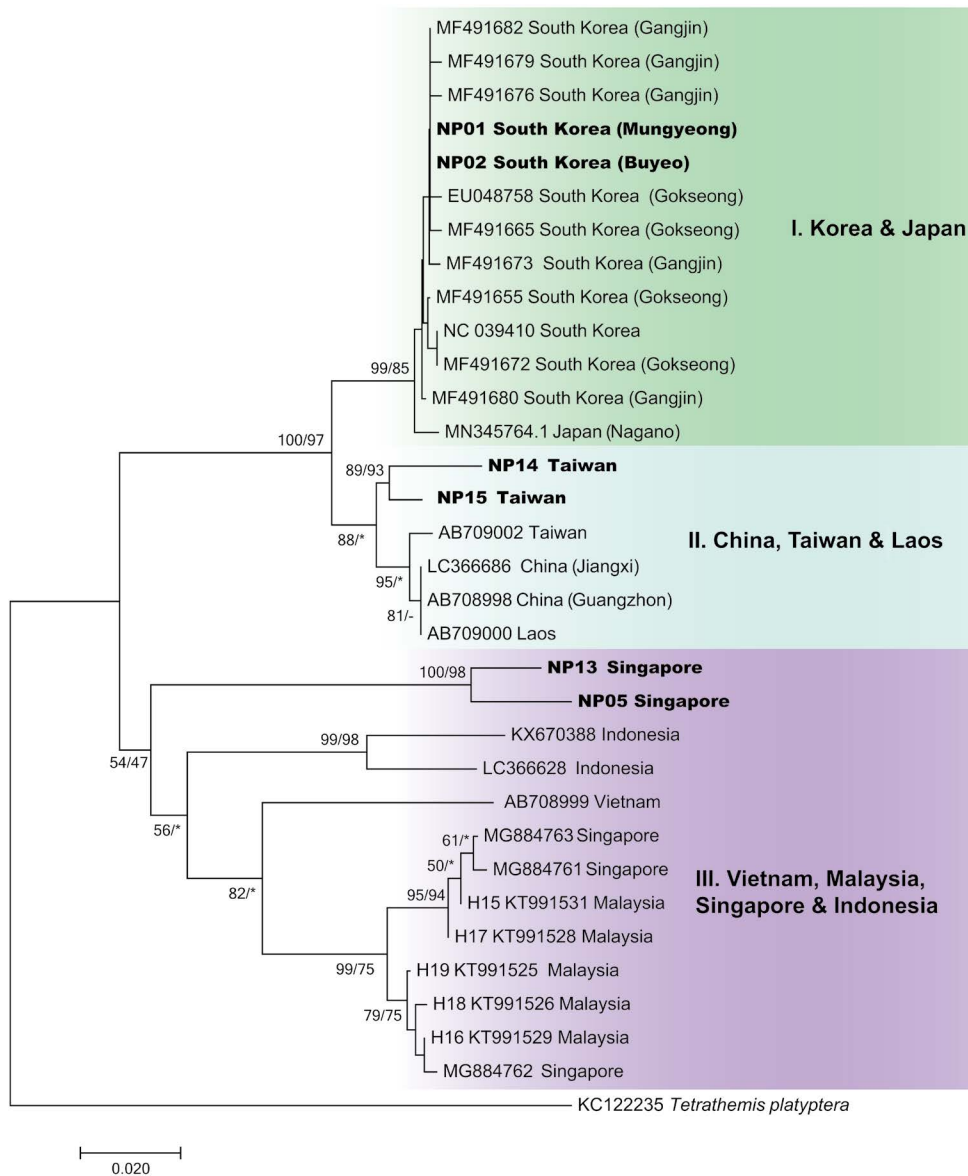 MF491682 South Korea (Gangjin)
MF491679 South Korea (Gangjin)
MF491676 South Korea (Gangjin)
NP01 South Korea (Mungyeong)
NP02 South Korea (Buyeo)
EU048758 South Korea (Gokseong)
I. Korea & Japan
MF491665 South Korea (Gokseong)
MF491673 South Korea (Gangjin)
MF491655 South Korea (Gokseong)
NC 039410 South Korea
MF491672 South Korea (Gokseong)
99/85
MF491680 South Korea (Gangjin)
MN345764.1 Japan (Nagano)
100/97
89/93
NP14 Taiwan
NP15 Taiwan
88/*
AB709002 Taiwan
II. China, Taiwan & Laos
LC366686 China (Jiangxi)
95/*
AB708998 China (Guangzhon)
81/-
AB709000 Laos
100/98
NP13 Singapore
NP05 Singapore
KX670388 Indonesia
99/98
54/47
LC366628 Indonesia
AB708999 Vietnam
56/*
61/*
MG884763 Singapore
50/*
MG884761 Singapore
III. Vietnam, Malaysia,
Singapore & Indonesia
82/*
95/94
H15 KT991531 Malaysia
H17 KT991528 Malaysia
99/75
H19 KT991525 Malaysia
79/75
H18 KT991526 Malaysia
H16 KT991529 Malaysia
MG884762 Singapore
KC122235 Tetrathemis platyptera
0.020